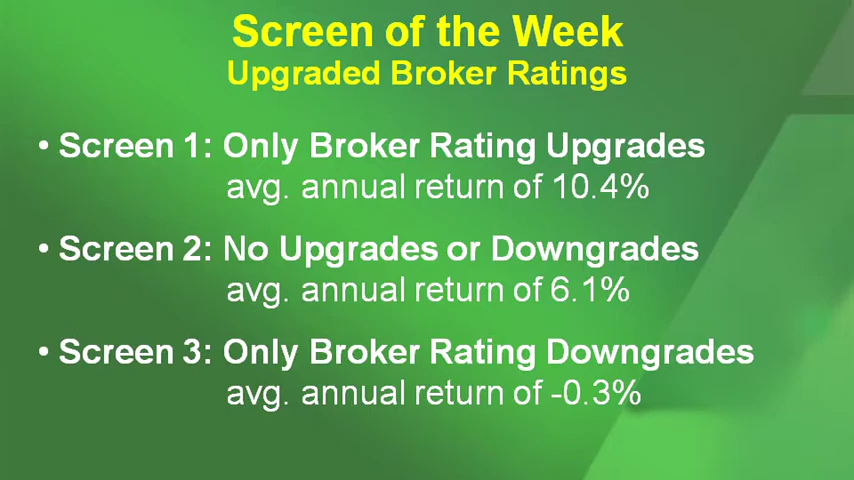 Screen of the Week
Upgraded Broker Ratings
• Screen 1: Only Broker Rating Upgrades
avg. annual return of 10.4%
• Screen 2: No Upgrades or Downgrades
avg. annual return of 6.1%
• Screen 3: Only Broker Rating Downgrades
avg. annual return of -0.3%